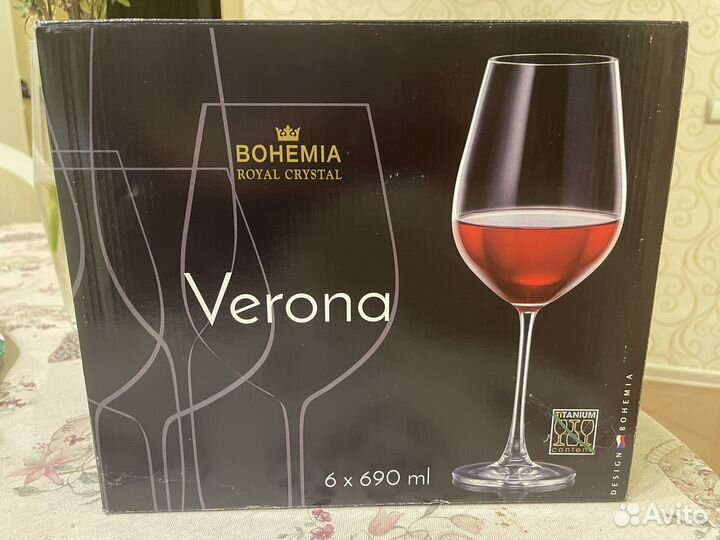 BOHEMIA
ROYAL CRYSTAL
Verona
6 x 690 ml
TITANIUM
content
DESIGN BOHEMIA
Avito